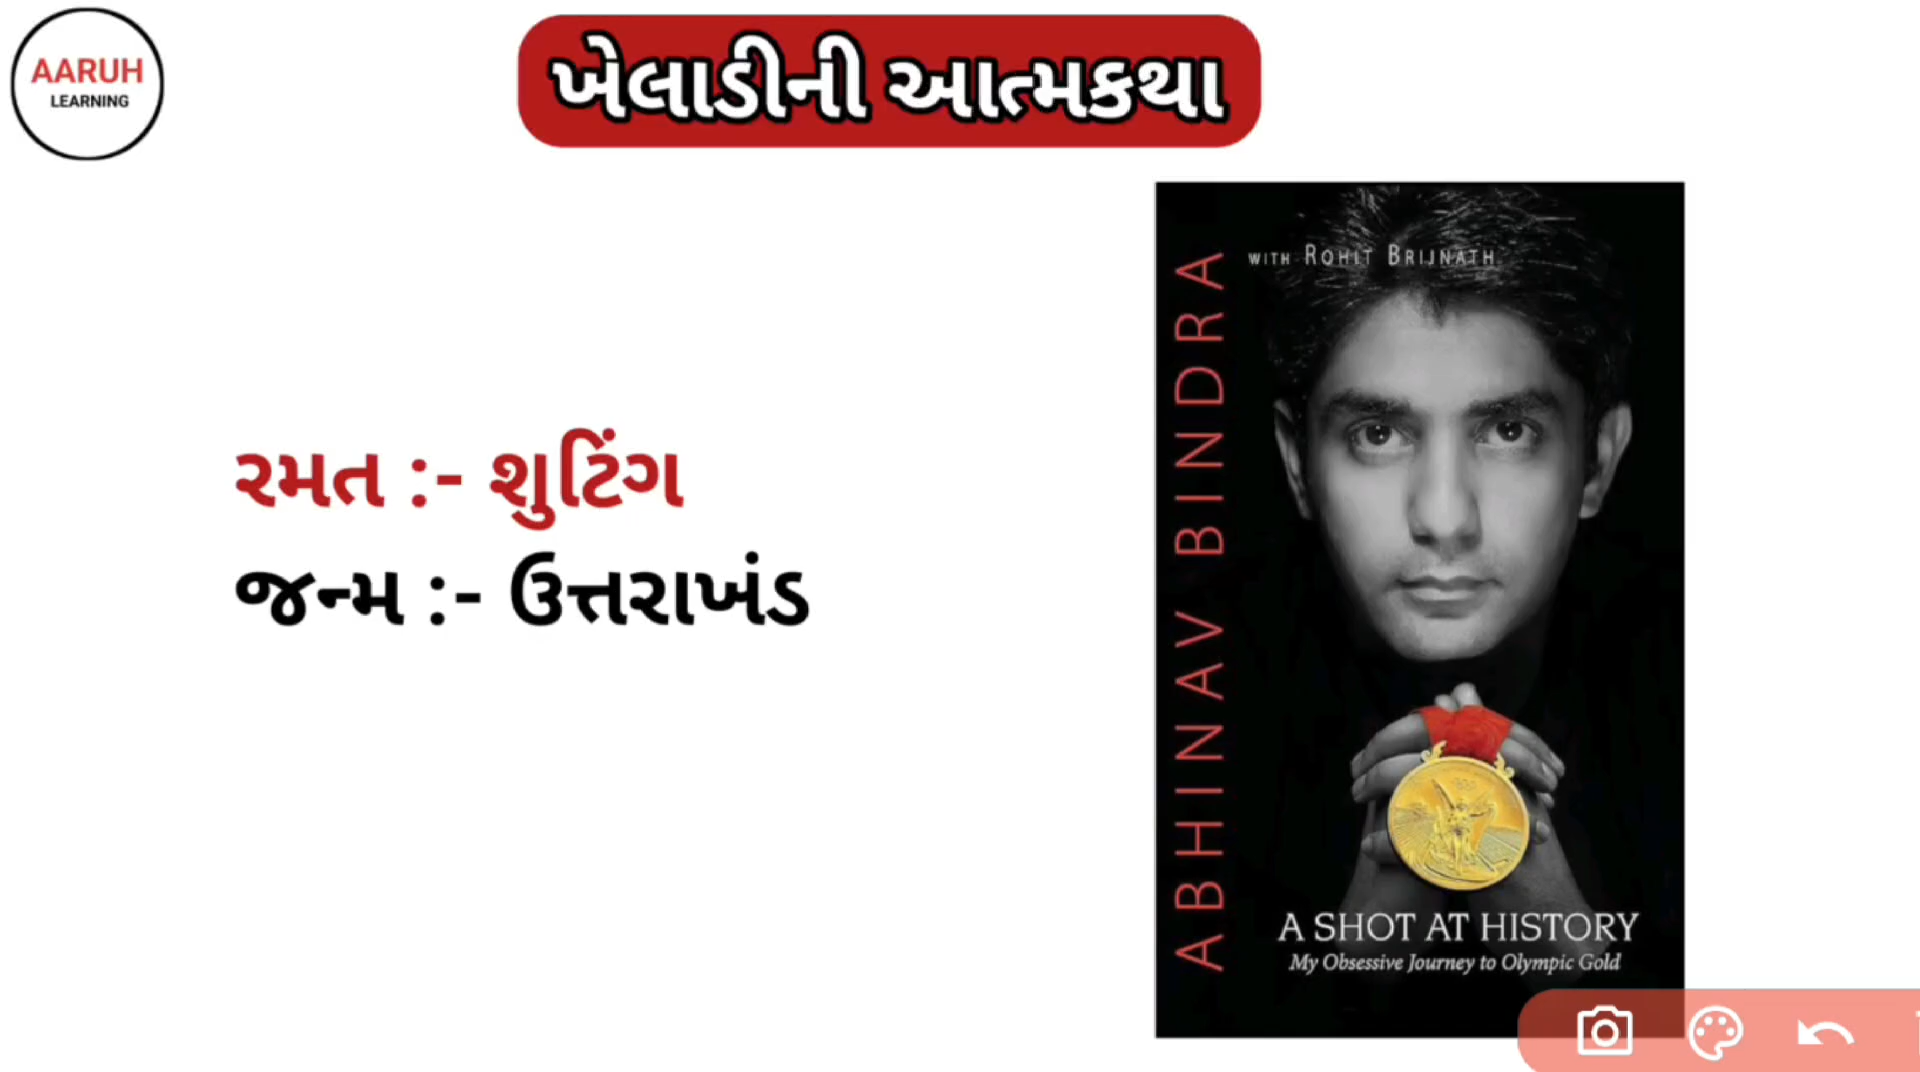 AARUH
LEARNING
ખેલાડીની આત્મકથા
રમત :- શુટિંગ
જન્મ :- ઉત્તરાખંડ
WITH ROHIT BRIJNATH
ABHINAV BINDRA
A SHOT AT HISTORY
My Obsessive Journey to Olympic Gold